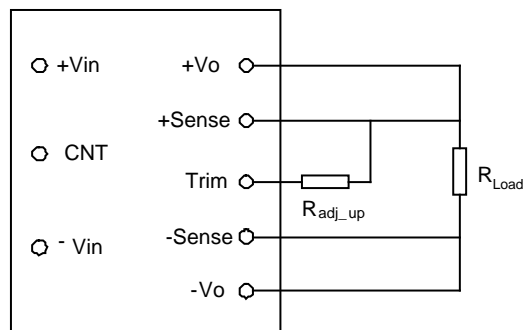 +Vin
+Vo
+Sense
CNT
Trim
R_adj_up
R_Load
-Sense
- Vin
-Vo